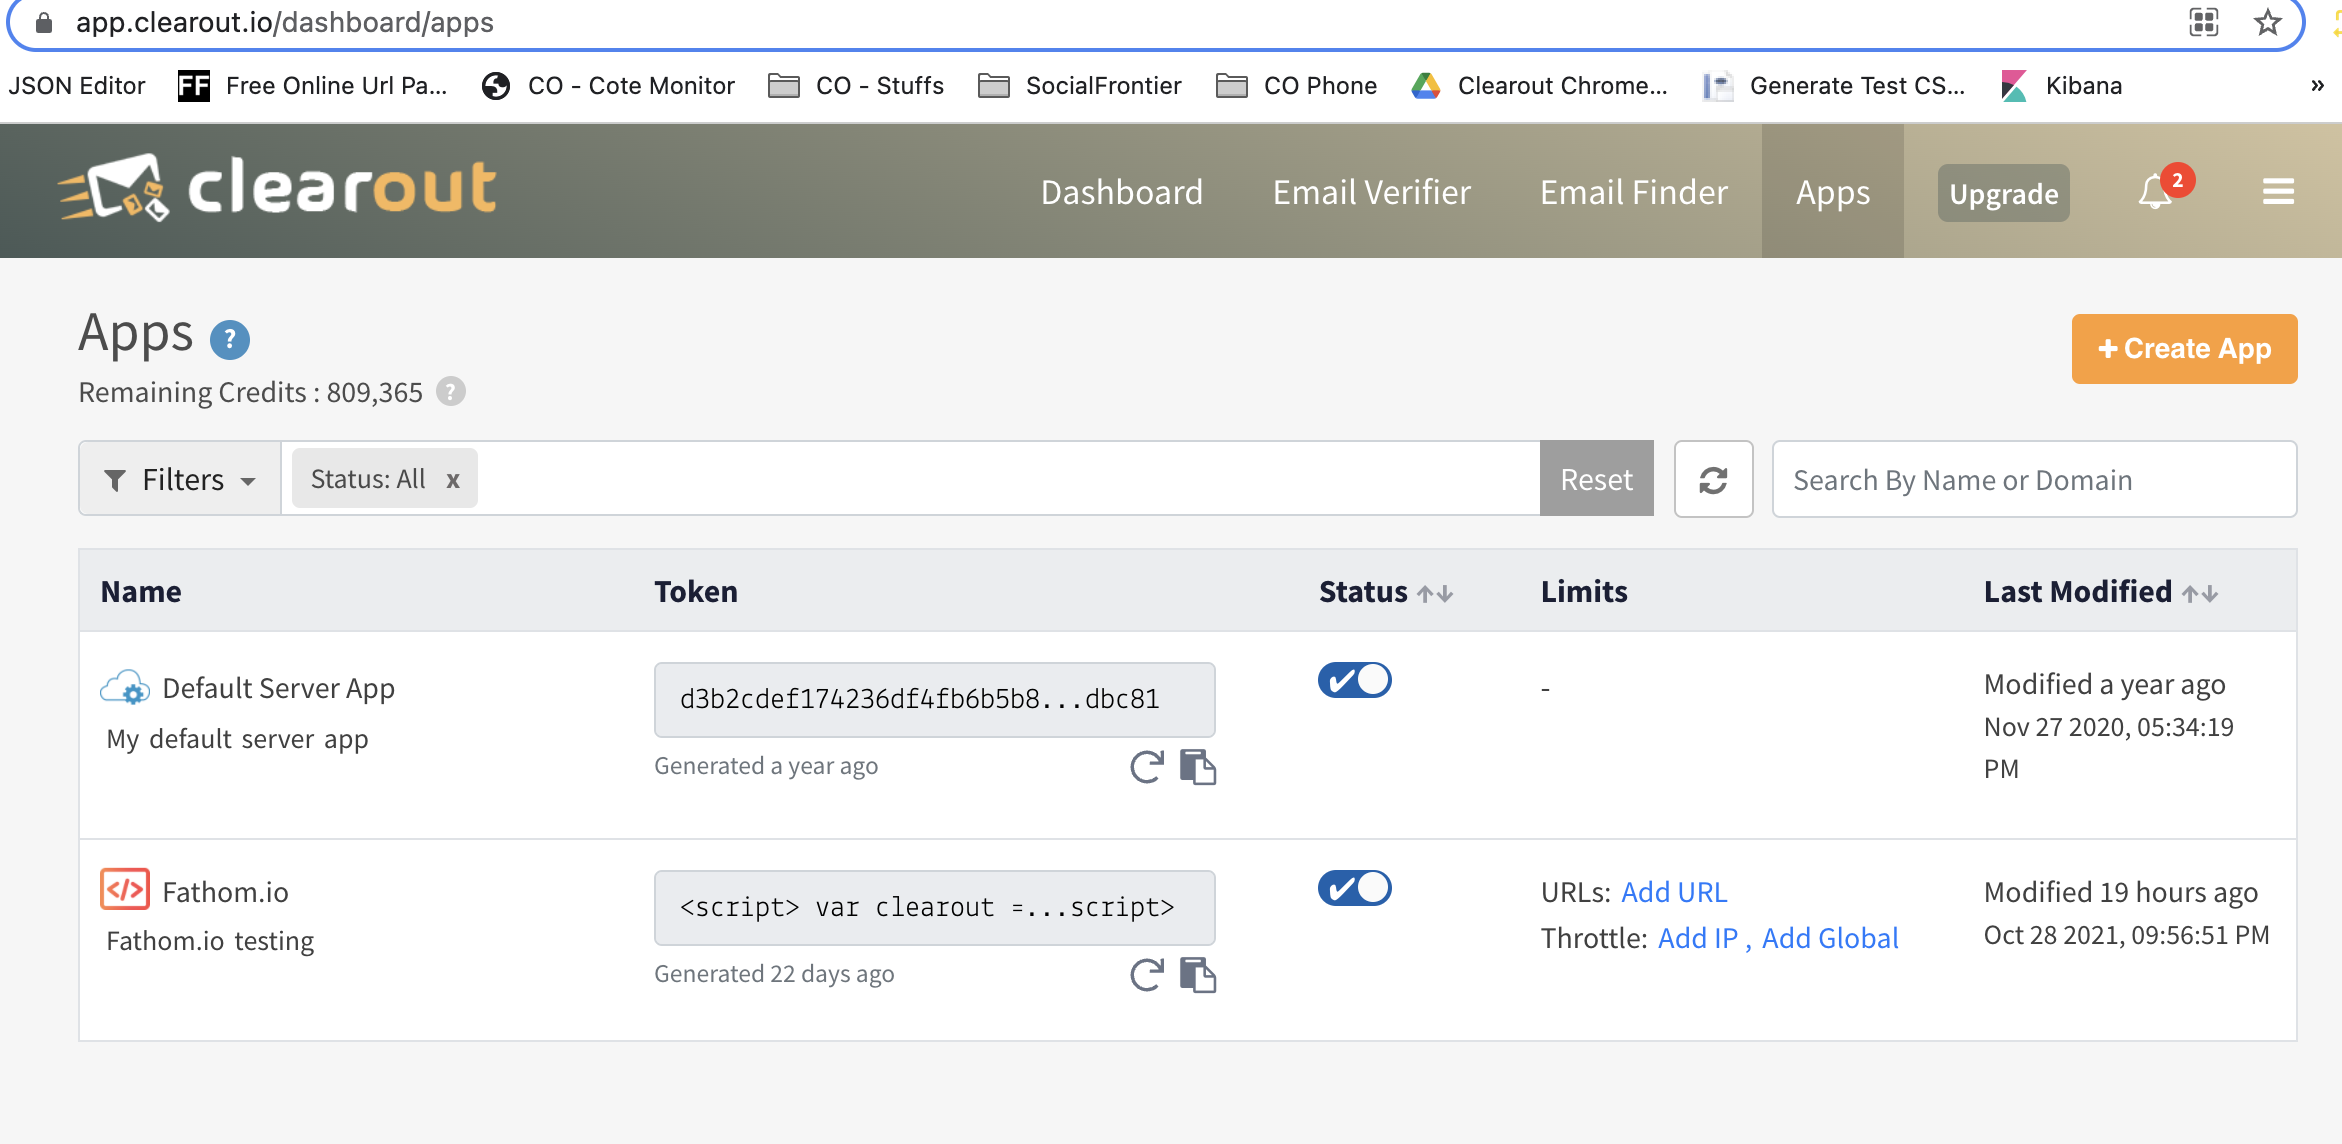 app.clearout.io/dashboard/apps
JSON Editor FF Free Online Url Pa... CO - Cote Monitor CO - Stuffs SocialFrontier CO Phone Clearout Chrome... Generate Test CS... Kibana »
clearout Dashboard Email Verifier Email Finder Apps Upgrade 2
Apps ?
+ Create App
Remaining Credits : 809,365 ?
Filters Status: All x Reset Search By Name or Domain
Name Token Status Limits Last Modified
Default Server App d3b2cdef174236df4fb6b5b8...dbc81 - Modified a year ago
My default server app Nov 27 2020, 05:34:19
Generated a year ago PM
</> Fathom.io <script> var clearout =...script> URLs: Add URL Modified 19 hours ago
Fathom.io testing Throttle: Add IP , Add Global Oct 28 2021, 09:56:51 PM
Generated 22 days ago